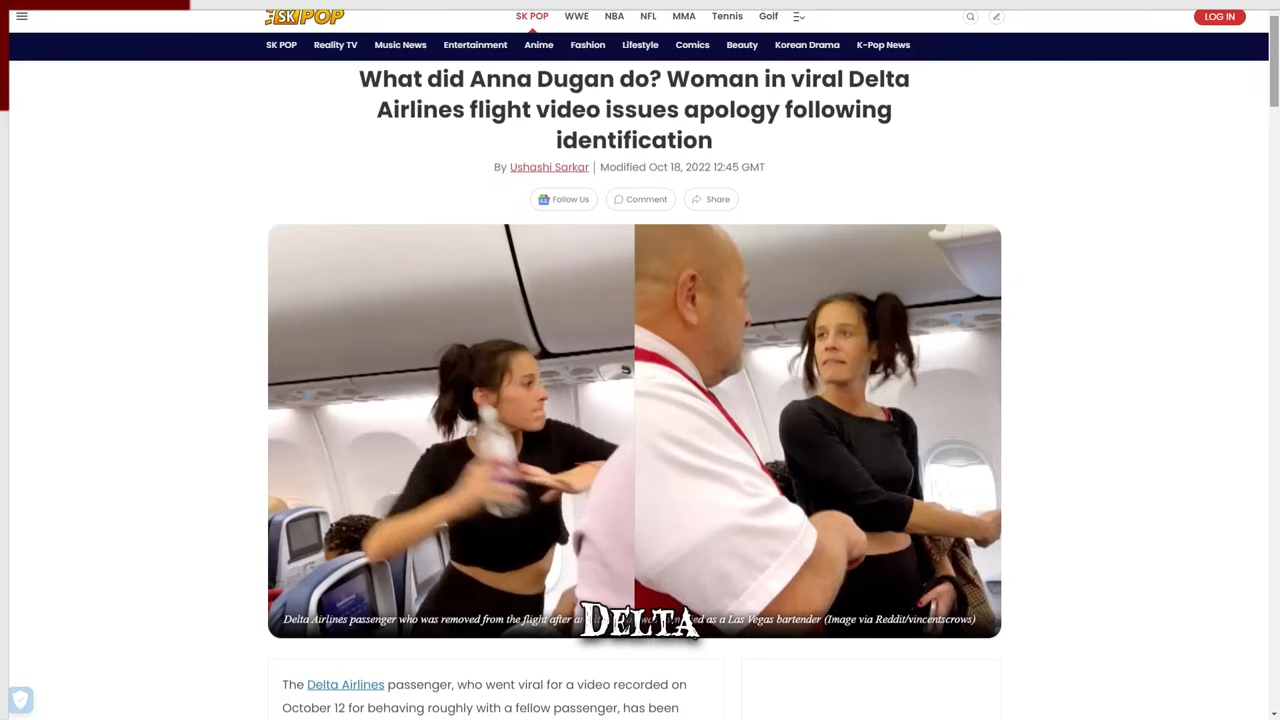 SK POP
SK POP WWE NBA NFL MMA Tennis Golf
LOG IN
SK POP Reality TV Music News Entertainment Anime Fashion Lifestyle Comics Beauty Korean Drama K-Pop News
What did Anna Dugan do? Woman in viral Delta
Airlines flight video issues apology following
identification
By Ushashi Sarkar | Modified Oct 18, 2022 12:45 GMT
Follow Us Comment Share
Delta Airlines passenger who was removed from the flight after as a Las Vegas bartender (Image via Reddit/vincentscrows)
DELTA
The Delta Airlines passenger, who went viral for a video recorded on
October 12 for behaving roughly with a fellow passenger, has been